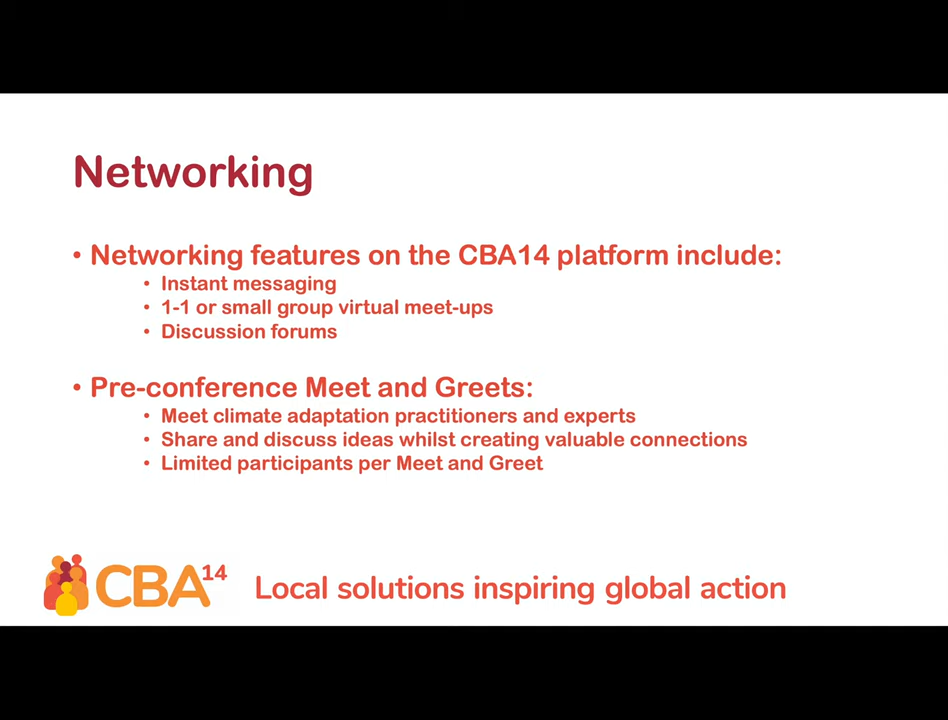 Networking
• Networking features on the CBA14 platform include:
• Instant messaging
• 1-1 or small group virtual meet-ups
• Discussion forums
• Pre-conference Meet and Greets:
• Meet climate adaptation practitioners and experts
• Share and discuss ideas whilst creating valuable connections
• Limited participants per Meet and Greet
CBA14 Local solutions inspiring global action